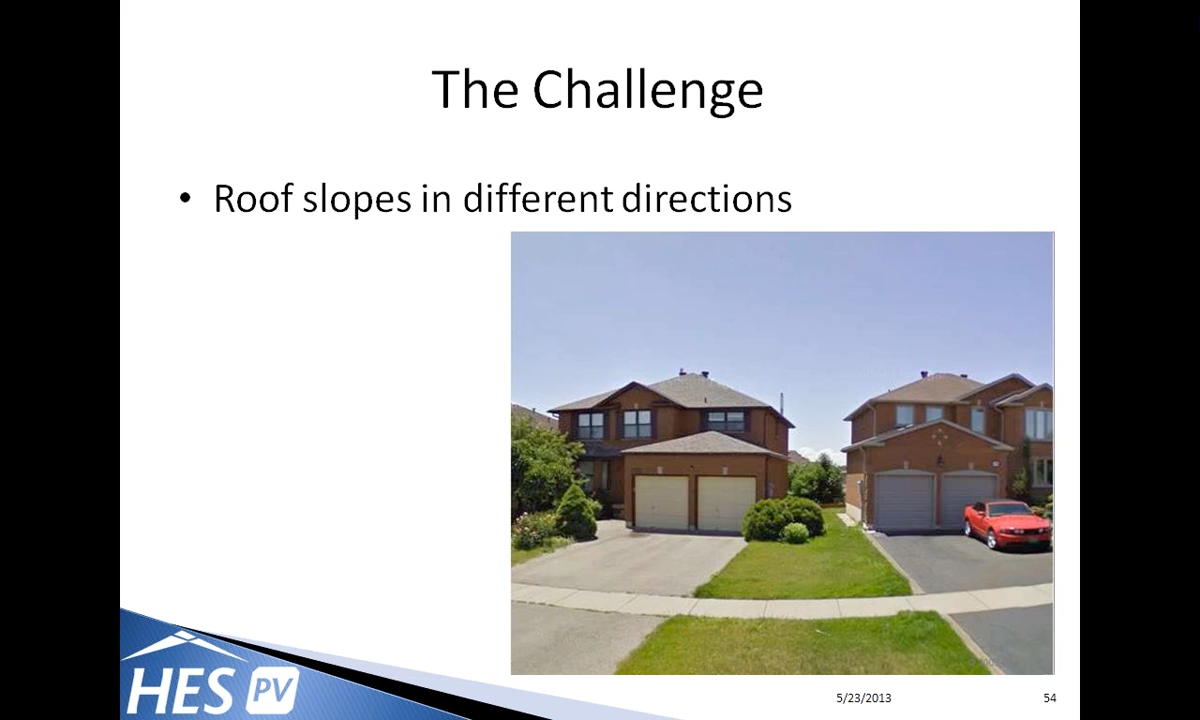 The Challenge
• Roof slopes in different directions
HES PV
5/23/2013
54